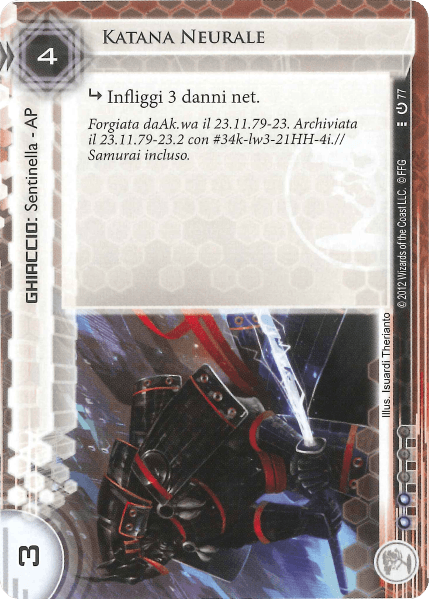 4
KATANA NEURALE
↳ Infliggi 3 danni net.
Forgiata daAk.wa il 23.11.79-23. Archiviata
il 23.11.79-23.2 con #34k-lw3-21HH-4i.//
Samurai incluso.
GHIACCIO: Sentinella - AP
3
77
© 2012 Wizards of the Coast LLC. © FFG
Illus. Isuardi Therianto